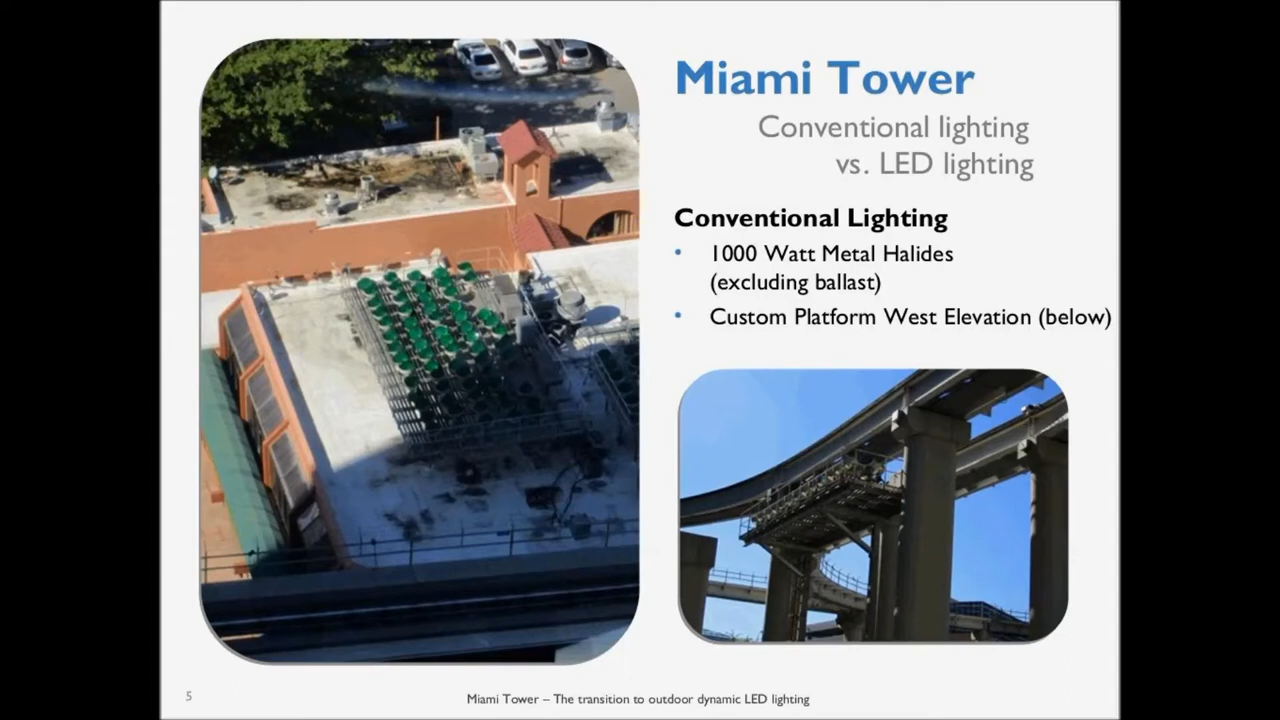 Miami Tower
Conventional lighting
vs. LED lighting
Conventional Lighting
• 1000 Watt Metal Halides
(excluding ballast)
• Custom Platform West Elevation (below)
5
Miami Tower – The transition to outdoor dynamic LED lighting